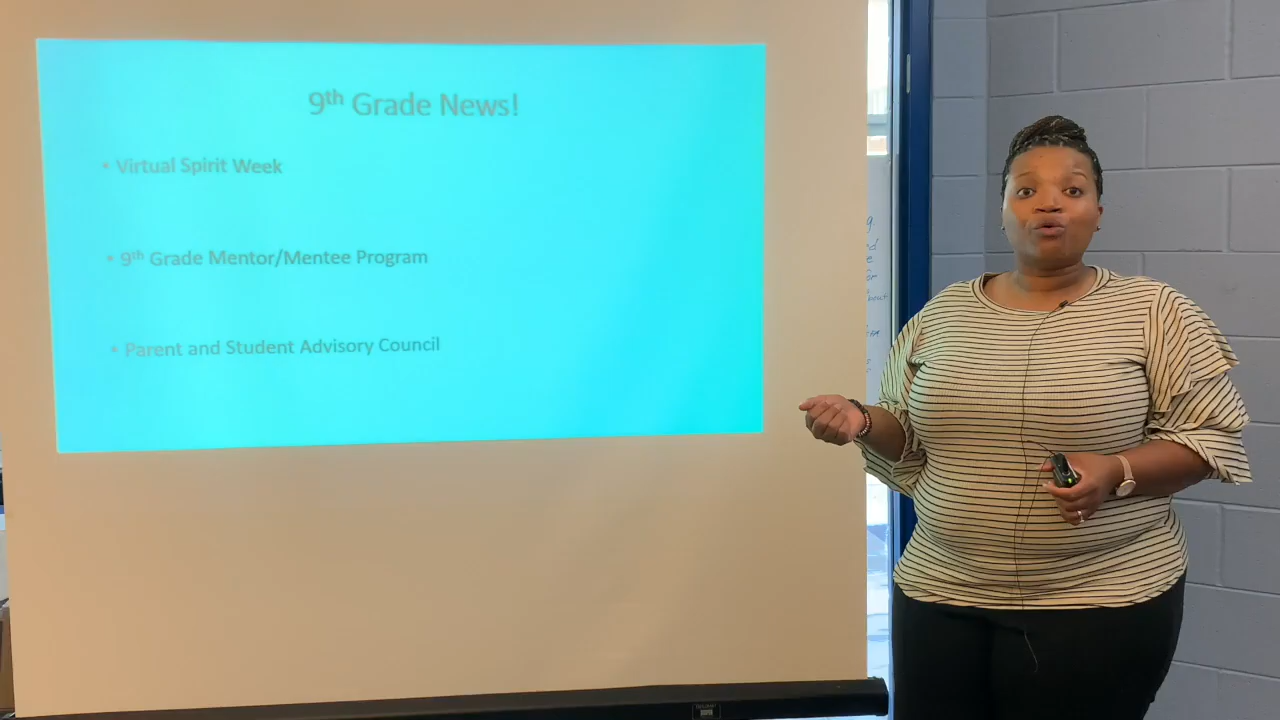 9th Grade News!
• Virtual Spirit Week
• 9th Grade Mentor/Mentee Program
• Parent and Student Advisory Council